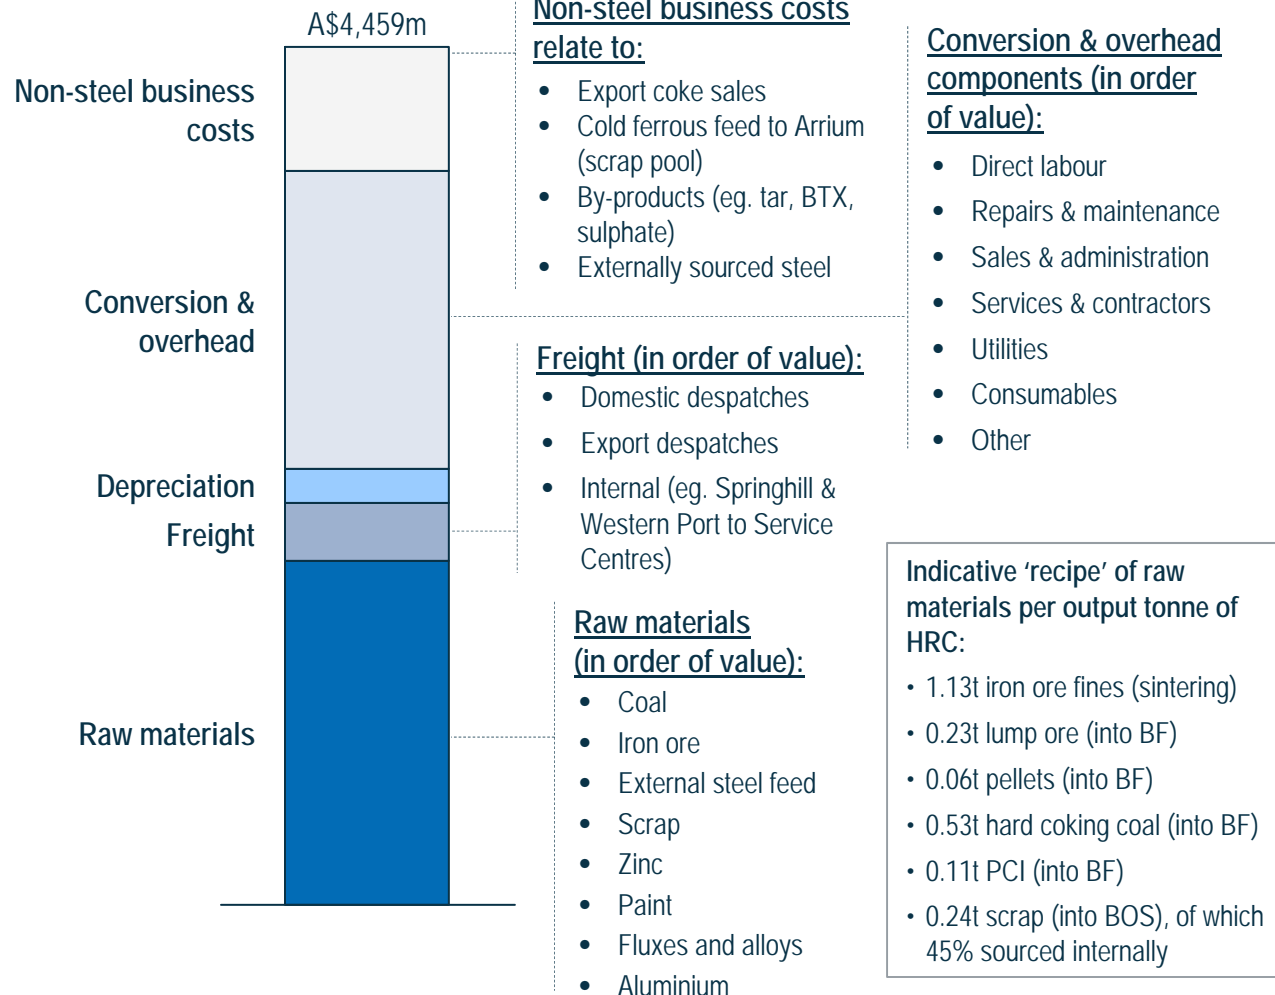 A$4,459m
Non-steel business
costs
Conversion &
overhead
Depreciation
Freight
Raw materials
Non-steel business costs
relate to:
• Export coke sales
• Cold ferrous feed to Arrium
(scrap pool)
• By-products (eg. tar, BTX,
sulphate)
• Externally sourced steel
Freight (in order of value):
• Domestic despatches
• Export despatches
• Internal (eg. Springhill &
Western Port to Service
Centres)
Raw materials
(in order of value):
• Coal
• Iron ore
• External steel feed
• Scrap
• Zinc
• Paint
• Fluxes and alloys
• Aluminium
Conversion & overhead
components (in order
of value):
• Direct labour
• Repairs & maintenance
• Sales & administration
• Services & contractors
• Utilities
• Consumables
• Other
Indicative ‘recipe’ of raw
materials per output tonne of
HRC:
• 1.13t iron ore fines (sintering)
• 0.23t lump ore (into BF)
• 0.06t pellets (into BF)
• 0.53t hard coking coal (into BF)
• 0.11t PCI (into BF)
• 0.24t scrap (into BOS), of which
45% sourced internally